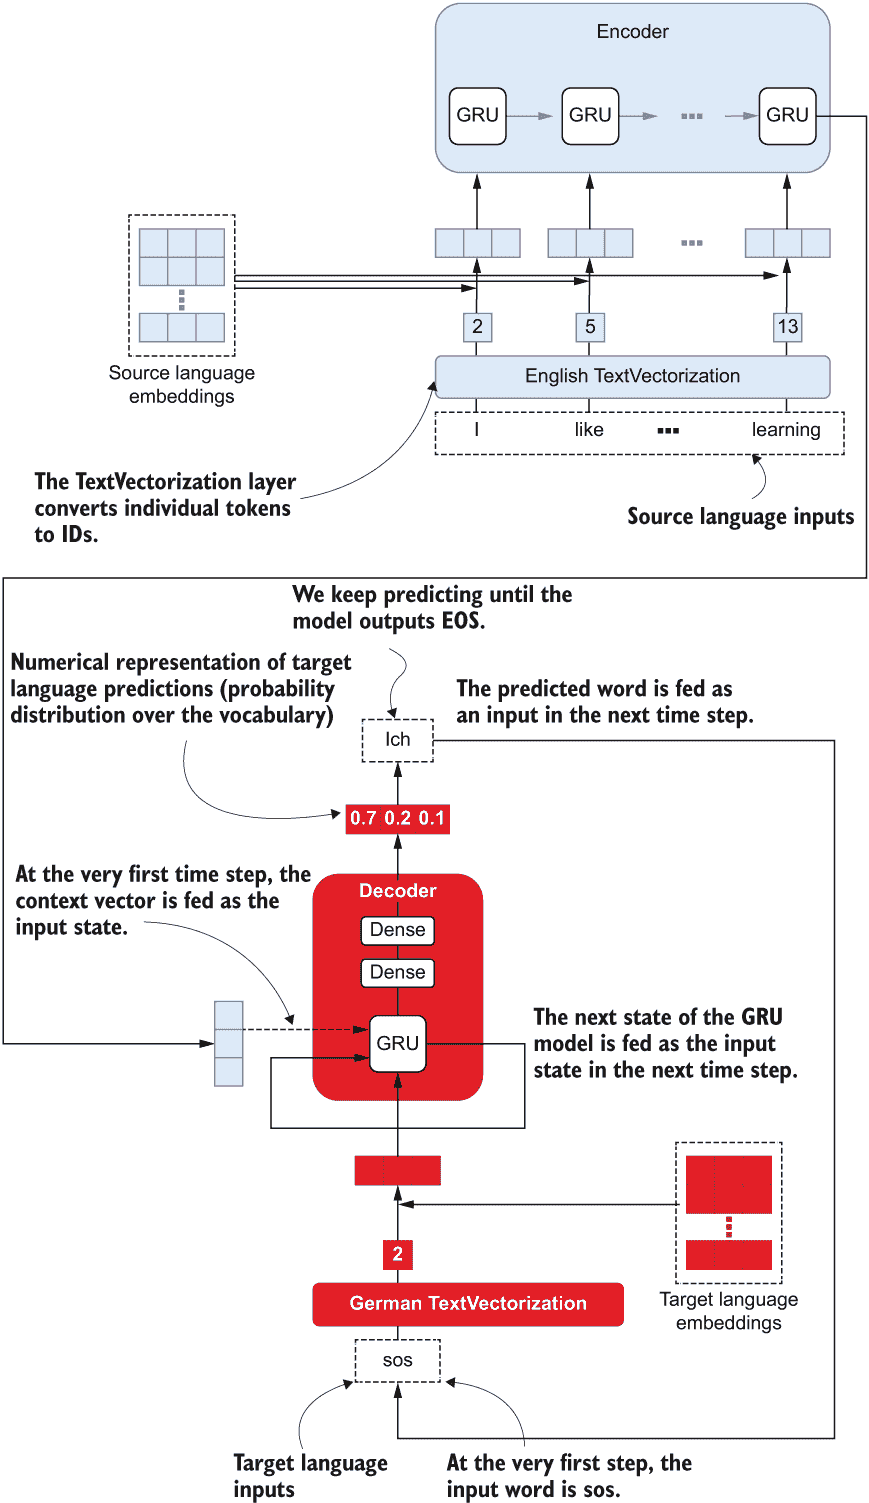 Encoder
GRU
GRU
GRU
2
5
13
Source language
embeddings
English TextVectorization
I
like
learning
The TextVectorization layer
converts individual tokens
to IDs.
Source language inputs
We keep predicting until the
model outputs EOS.
Numerical representation of target
language predictions (probability
distribution over the vocabulary)
The predicted word is fed as
an input in the next time step.
Ich
0.7 0.2 0.1
At the very first time step, the
context vector is fed as the
input state.
Decoder
Dense
Dense
GRU
The next state of the GRU
model is fed as the input
state in the next time step.
2
German TextVectorization
Target language
embeddings
sos
Target language
inputs
At the very first step, the
input word is sos.